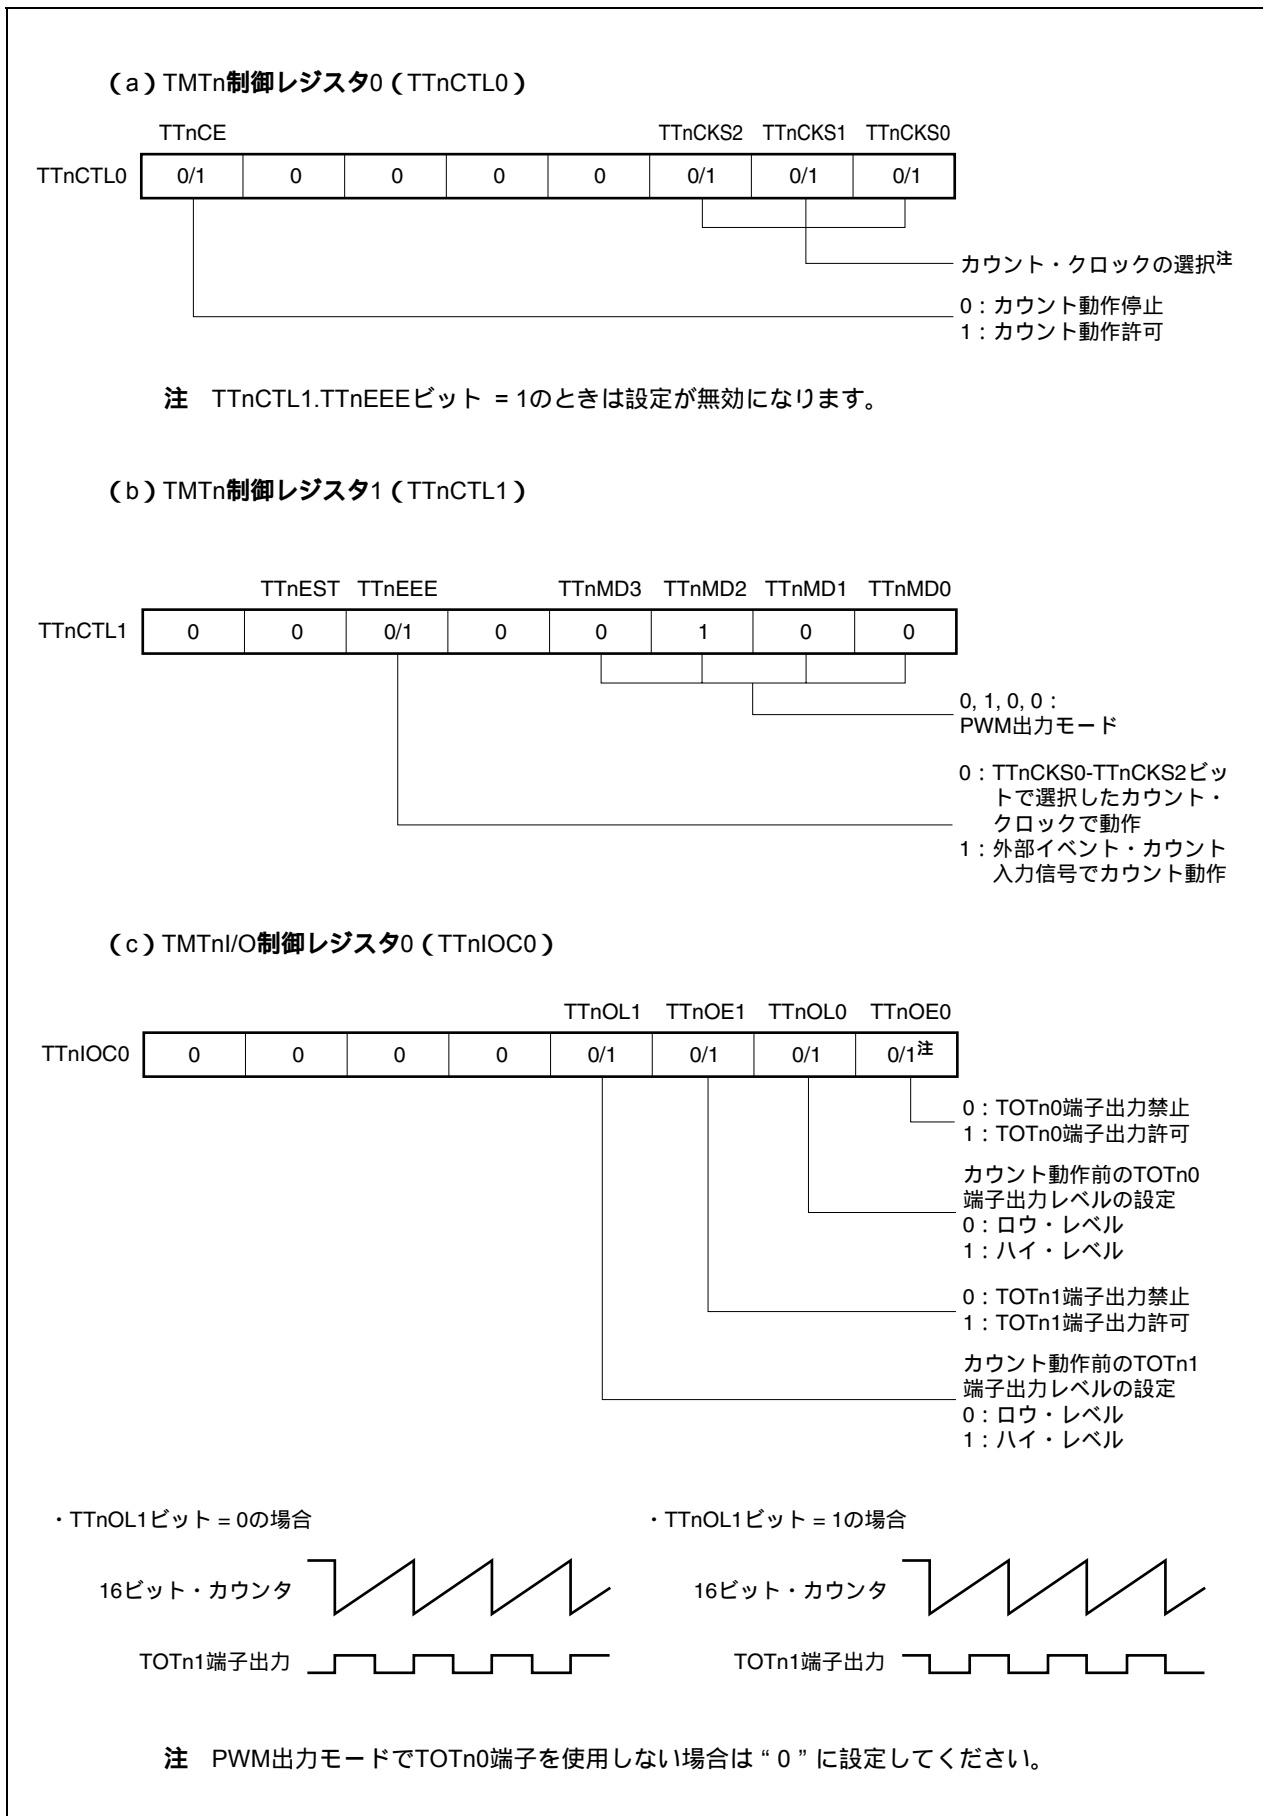 (a)TMTn制御レジスタ0(TTnCTL0)
TTnCE TTnCKS2 TTnCKS1 TTnCKS0
TTnCTL0 0/1 0 0 0 0 0/1 0/1 0/1
カウント・クロックの選択注
0:カウント動作停止
1:カウント動作許可
注 TTnCTL1.TTnEEEビット = 1のときは設定が無効になります。
(b)TMTn制御レジスタ1(TTnCTL1)
TTnEST TTnEEE TTnMD3 TTnMD2 TTnMD1 TTnMD0
TTnCTL1 0 0 0/1 0 0 1 0 0
0, 1, 0, 0:
PWM出力モード
0:TTnCKS0-TTnCKS2ビッ
トで選択したカウント・
クロックで動作
1:外部イベント・カウント
入力信号でカウント動作
(c)TMTnI/O制御レジスタ0(TTnIOC0)
TTnOL1 TTnOE1 TTnOL0 TTnOE0
TTnIOC0 0 0 0 0 0/1 0/1 0/1 0/1注
0:TOTn0端子出力禁止
1:TOTn0端子出力許可
カウント動作前のTOTn0
端子出力レベルの設定
0:ロウ・レベル
1:ハイ・レベル
0:TOTn1端子出力禁止
1:TOTn1端子出力許可
カウント動作前のTOTn1
端子出力レベルの設定
0:ロウ・レベル
1:ハイ・レベル
・TTnOL1ビット = 0の場合
16ビット・カウンタ
TOTn1端子出力
・TTnOL1ビット = 1の場合
16ビット・カウンタ
TOTn1端子出力
注 PWM出力モードでTOTn0端子を使用しない場合は“0”に設定してください。